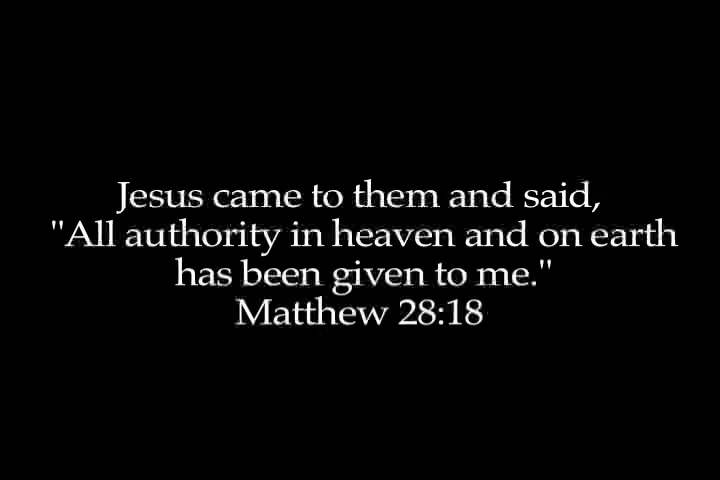 Jesus came to them and said,
"All authority in heaven and on earth
has been given to me."
Matthew 28:18